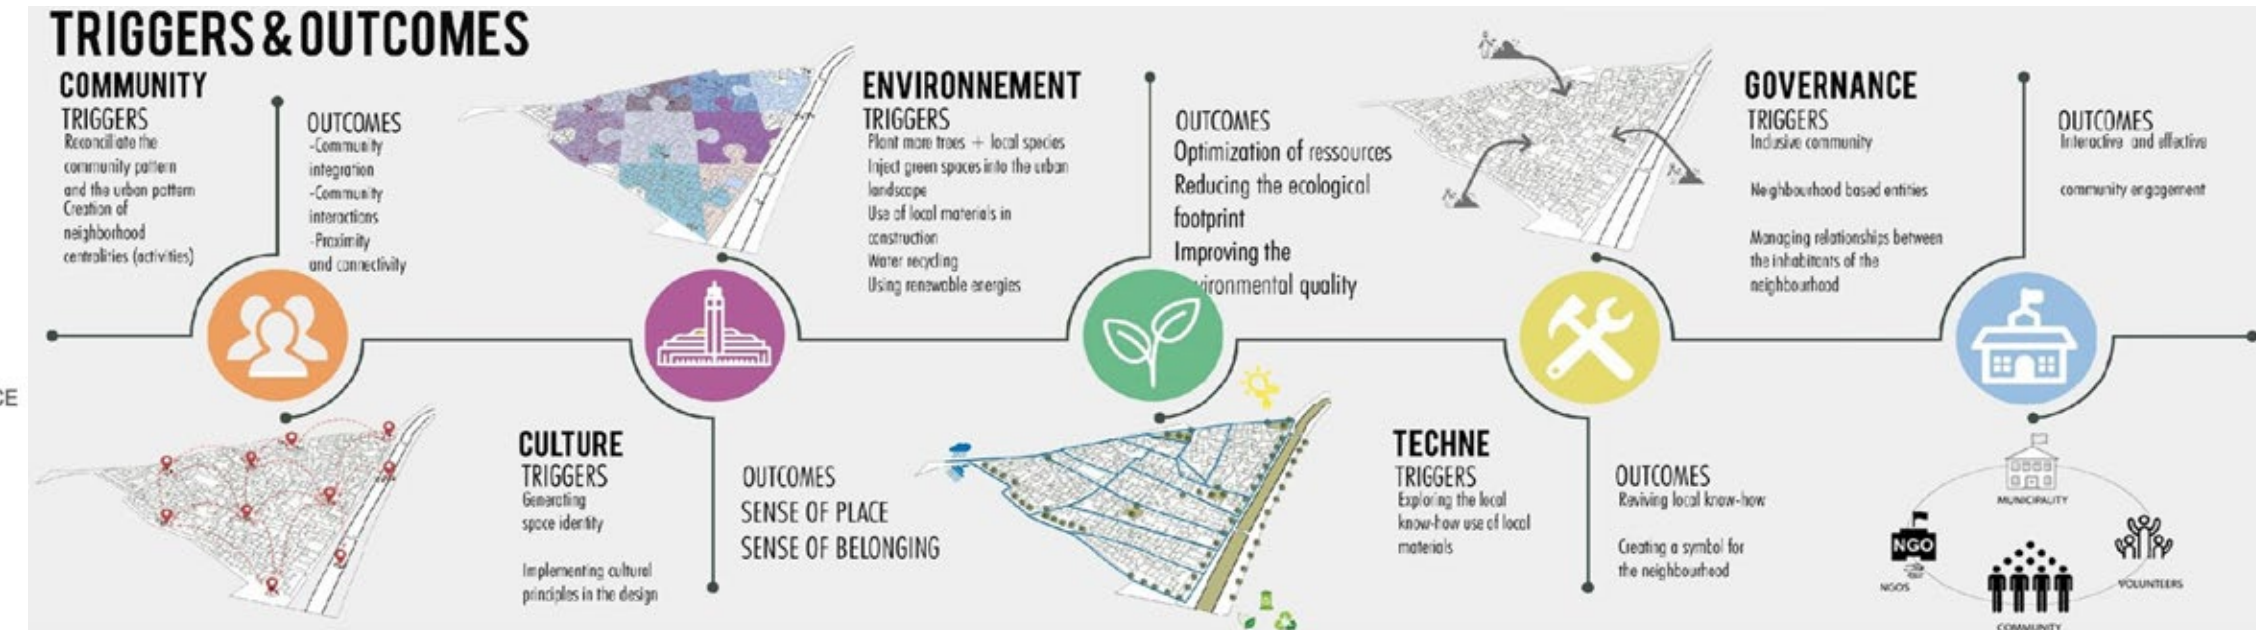 TRIGGERS & OUTCOMES
COMMUNITY
TRIGGERS
Reconciliate the
community pattern
and the urban pattern
Creation of
neighborhood
centralities (activities)
OUTCOMES
-Community
integration
-Community
interactions
-Proximity
and connectivity
CULTURE
TRIGGERS
Generating
space identity
Implementing cultural
principles in the design
OUTCOMES
SENSE OF PLACE
SENSE OF BELONGING
ENVIRONNEMENT
TRIGGERS
Plant more trees + local species
Inject green spaces into the urban
landscape
Use of local materials in
construction
Water recycling
Using renewable energies
OUTCOMES
Optimization of ressources
Reducing the ecological
footprint
Improving the
vironmental quality
TECHNE
TRIGGERS
Exploring the local
know-how use of local
materials
OUTCOMES
Reviving local know-how
Creating a symbol for
the neighbourhood
GOVERNANCE
TRIGGERS
Inclusive community
Neighbourhood based entities
Managing relationships between
the inhabitants of the
neighbourhood
OUTCOMES
Interactive and effective
community engagement
MUNICIPALITY
NGO
NGOS
VOLUNTEERS
COMMUNITY
CE